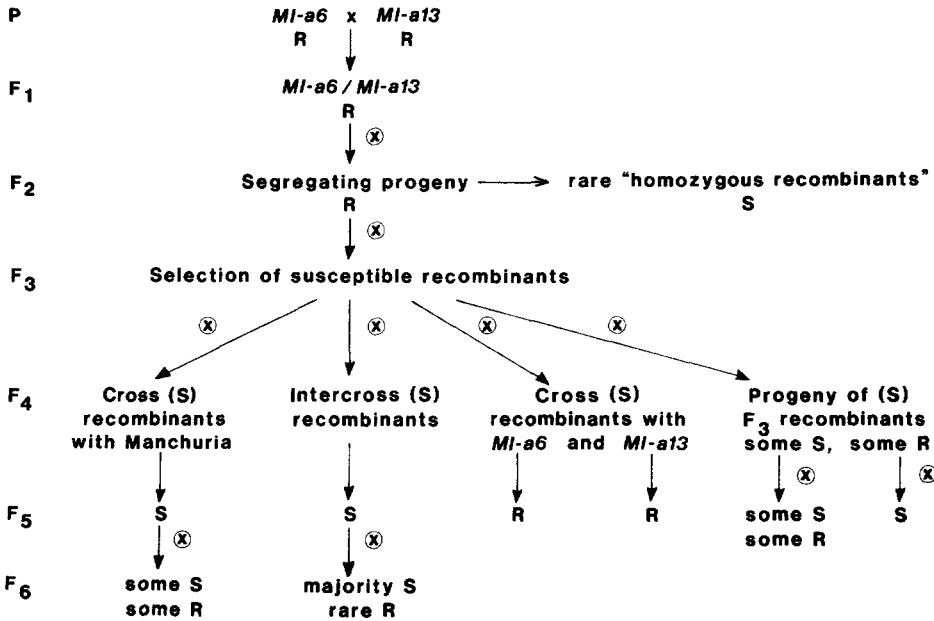 P Ml-a6 x Ml-a13
R R
F1 Ml-a6 / Ml-a13
R
ⓧ
F2 Segregating progeny rare "homozygous recombinants"
R S
ⓧ
F3 Selection of susceptible recombinants
ⓧ ⓧ ⓧ ⓧ
F4 Cross (S) Intercross (S) Cross (S) Progeny of (S)
recombinants recombinants recombinants with F3 recombinants
with Manchuria Ml-a6 and Ml-a13 some S, some R
ⓧ ⓧ
F5 S S R R some S S
ⓧ ⓧ some R
F6 some S majority S
some R rare R